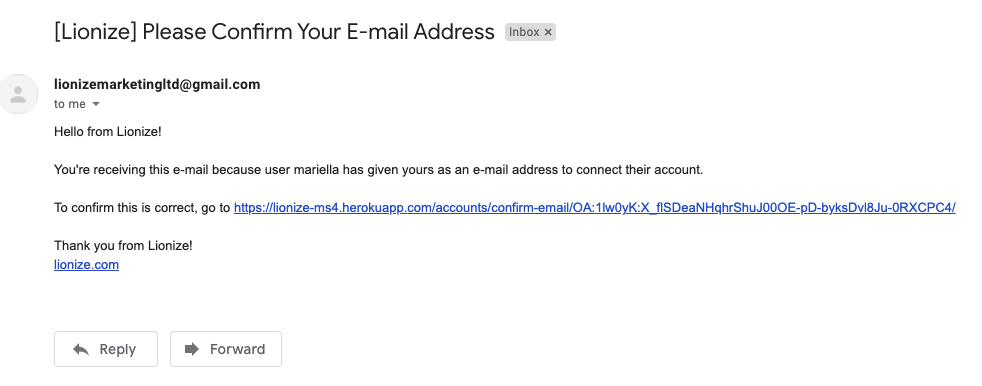 [Lionize] Please Confirm Your E-mail Address Inbox ×
lionizemarketingltd@gmail.com
to me
Hello from Lionize!
You're receiving this e-mail because user mariella has given yours as an e-mail address to connect their account.
To confirm this is correct, go to https://lionize-ms4.herokuapp.com/accounts/confirm-email/OA:1lw0yK:X_flSDeaNHqhrShuJ00OE-pD-byksDvl8Ju-0RXCPC4/
Thank you from Lionize!
lionize.com
Reply Forward